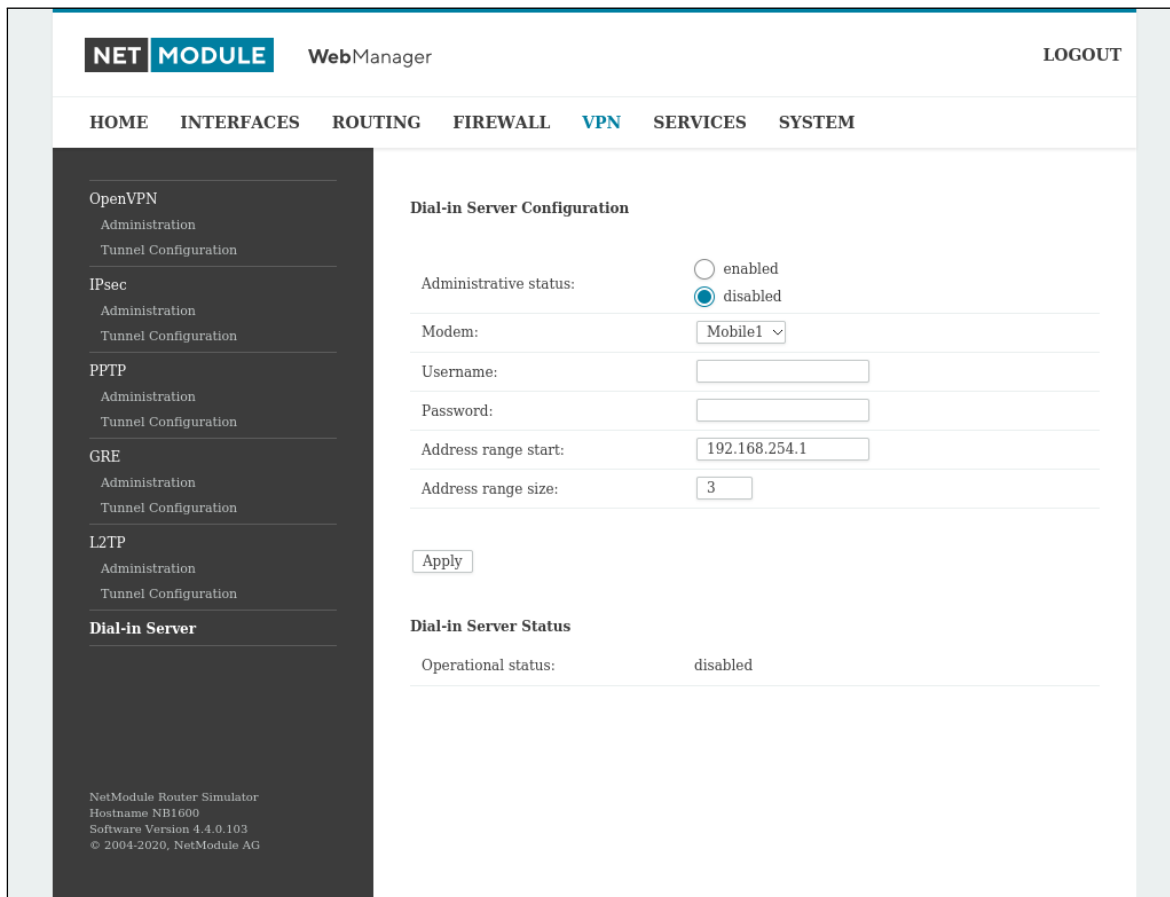 NET MODULE WebManager LOGOUT
HOME INTERFACES ROUTING FIREWALL VPN SERVICES SYSTEM
OpenVPN
Administration
Tunnel Configuration
IPsec
Administration
Tunnel Configuration
PPTP
Administration
Tunnel Configuration
GRE
Administration
Tunnel Configuration
L2TP
Administration
Tunnel Configuration
Dial-in Server
NetModule Router Simulator
Hostname NB1600
Software Version 4.4.0.103
© 2004-2020, NetModule AG
Dial-in Server Configuration
Administrative status: enabled
disabled
Modem: Mobile1
Username:
Password:
Address range start: 192.168.254.1
Address range size: 3
Apply
Dial-in Server Status
Operational status: disabled